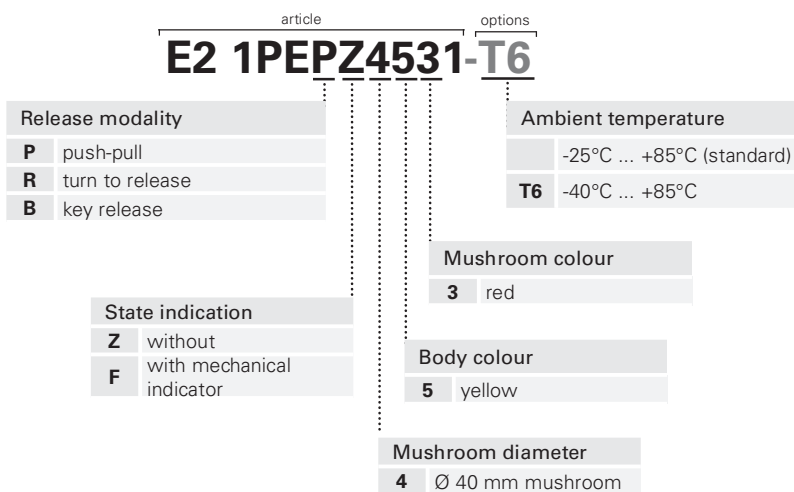 article
options
E2 1PEPZ4531-T6
Release modality
P push-pull
R turn to release
B key release
Ambient temperature
-25°C ... +85°C (standard)
T6 -40°C ... +85°C
Mushroom colour
3 red
State indication
Z without
F with mechanical
indicator
Body colour
5 yellow
Mushroom diameter
4 Ø 40 mm mushroom